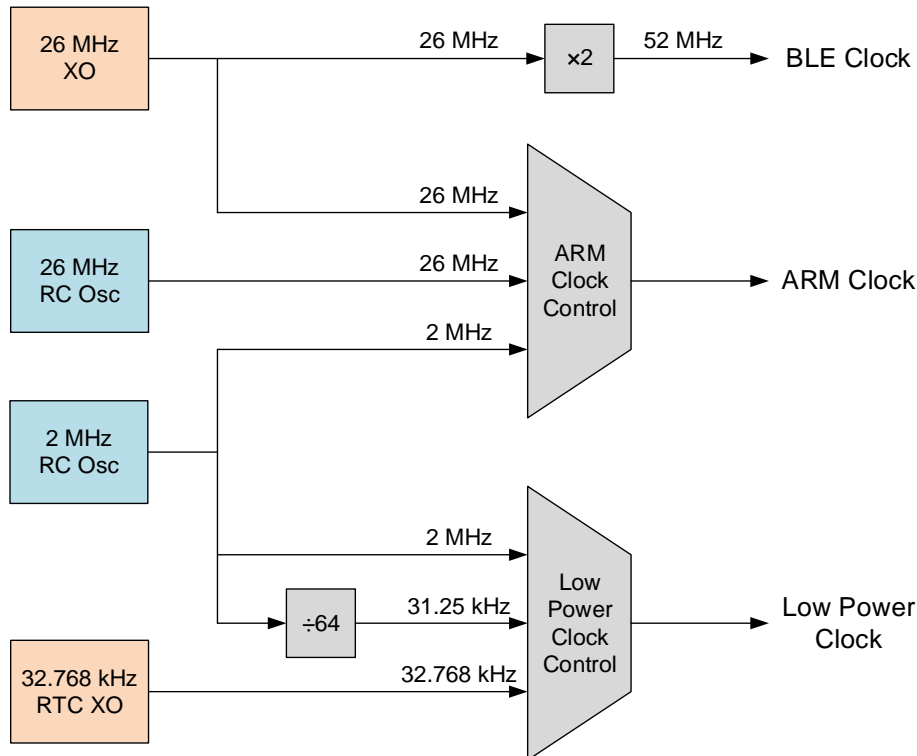 26 MHz
XO
26 MHz
×2
52 MHz
BLE Clock
26 MHz
26 MHz
RC Osc
26 MHz
ARM
Clock
Control
ARM Clock
2 MHz
2 MHz
RC Osc
2 MHz
Low
Power
Clock
Control
÷64
31.25 kHz
Low Power
Clock
32.768 kHz
RTC XO
32.768 kHz